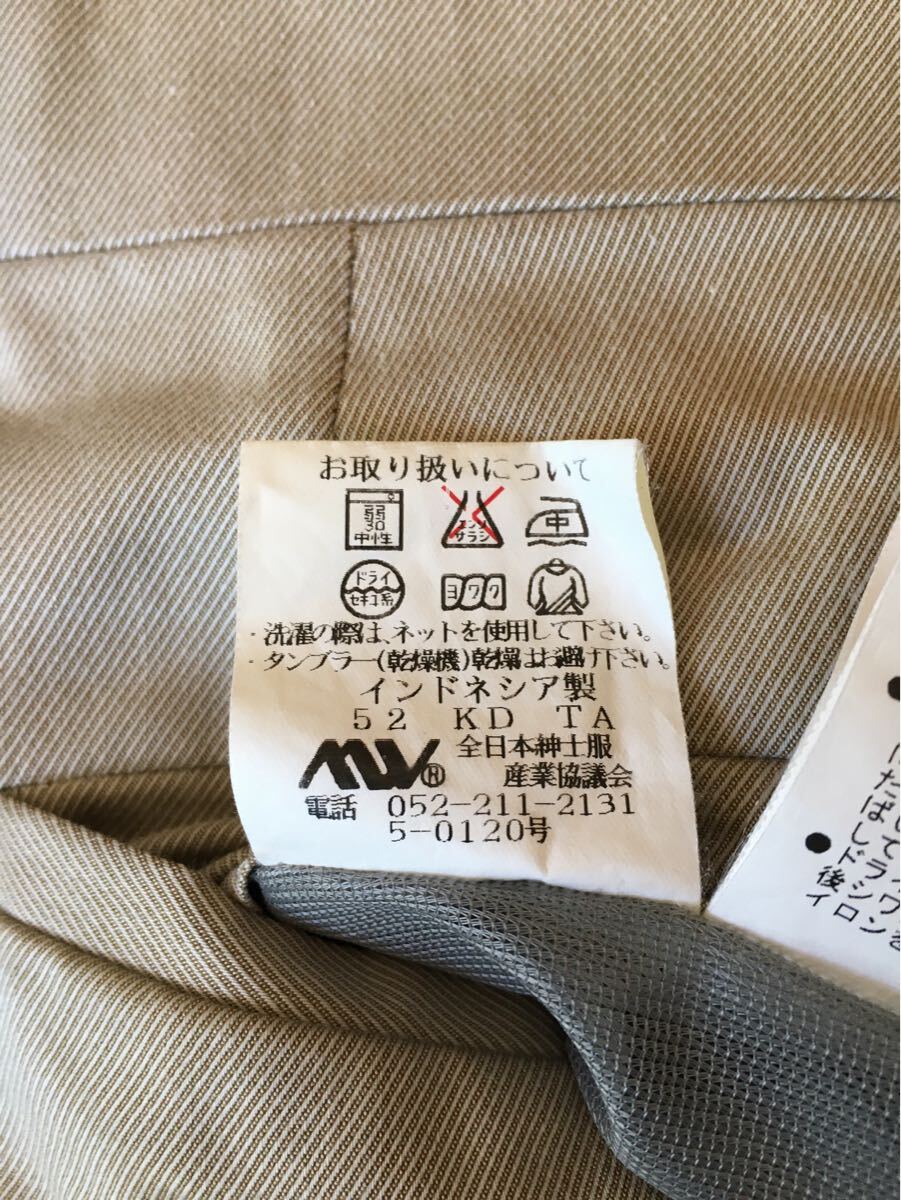 お取り扱いについて
弱
30
中性
エンソ
サラシ
中
ドライ
セキユ系
ヨワク
・洗濯の際は、ネットを使用して下さい。
・タンブラー(乾燥機)乾燥はお避け下さい。
インドネシア製
52 KD TA
全日本紳士服
産業協議会
電話 052-211-2131
5-0120号